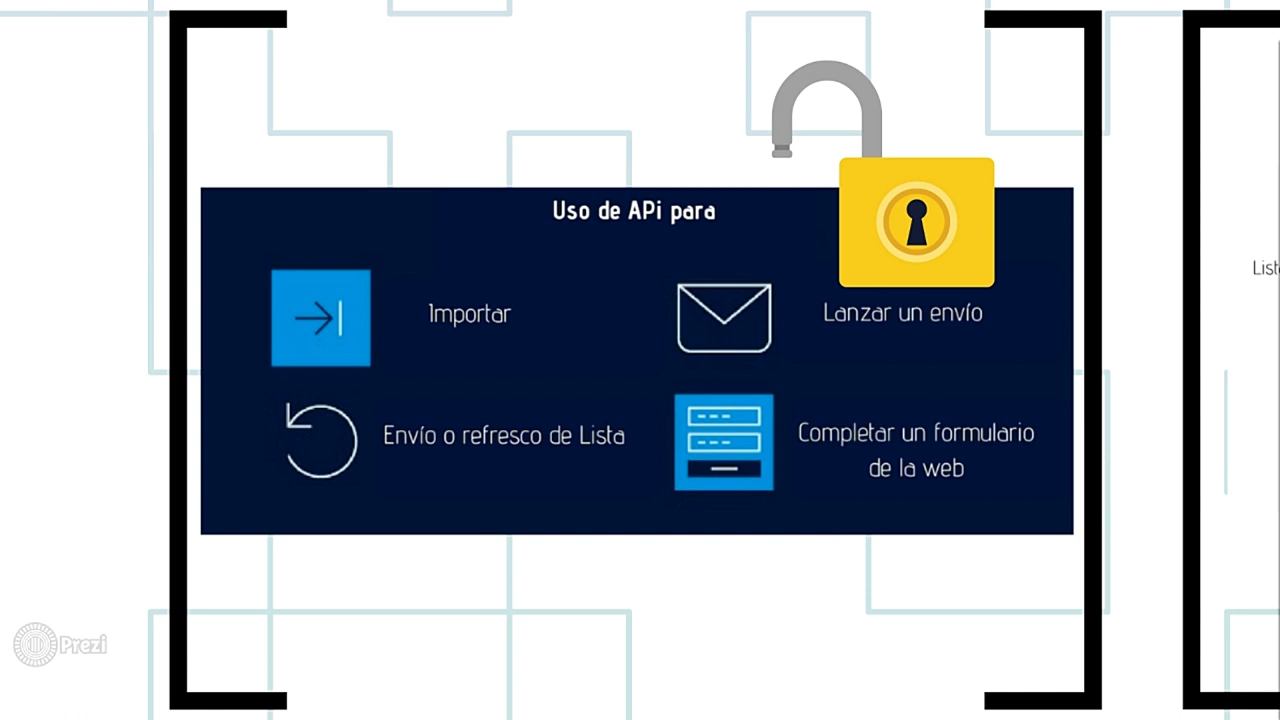 Uso de APi para
Importar
Lanzar un envío
Envío o refresco de Lista
Completar un formulario
de la web
Prezi